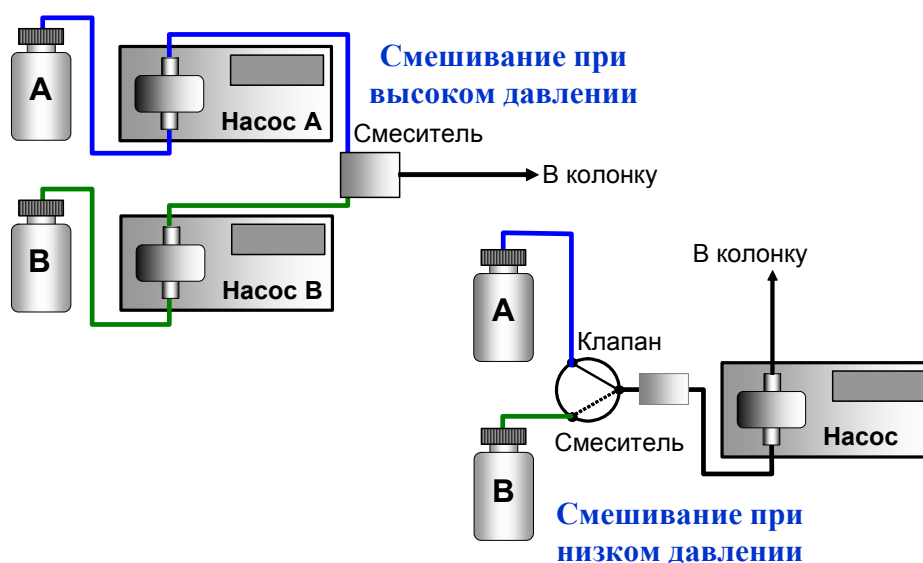 Смешивание при
высоком давлении
A
Насос А
Смеситель
В колонку
B
Насос В
В колонку
A
Клапан
Смеситель
Насос
B
Смешивание при
низком давлении